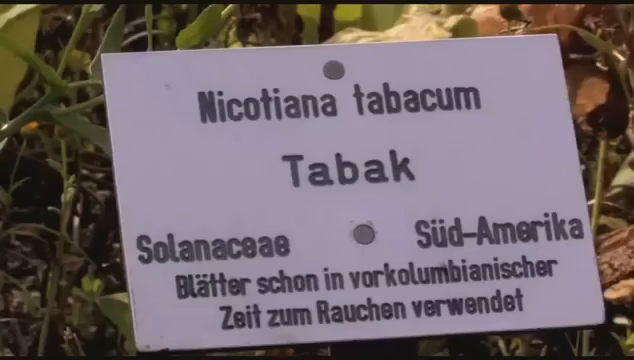 Nicotiana tabacum
Tabak
Solanaceae Süd-Amerika
Blätter schon in vorkolumbianischer
Zeit zum Rauchen verwendet